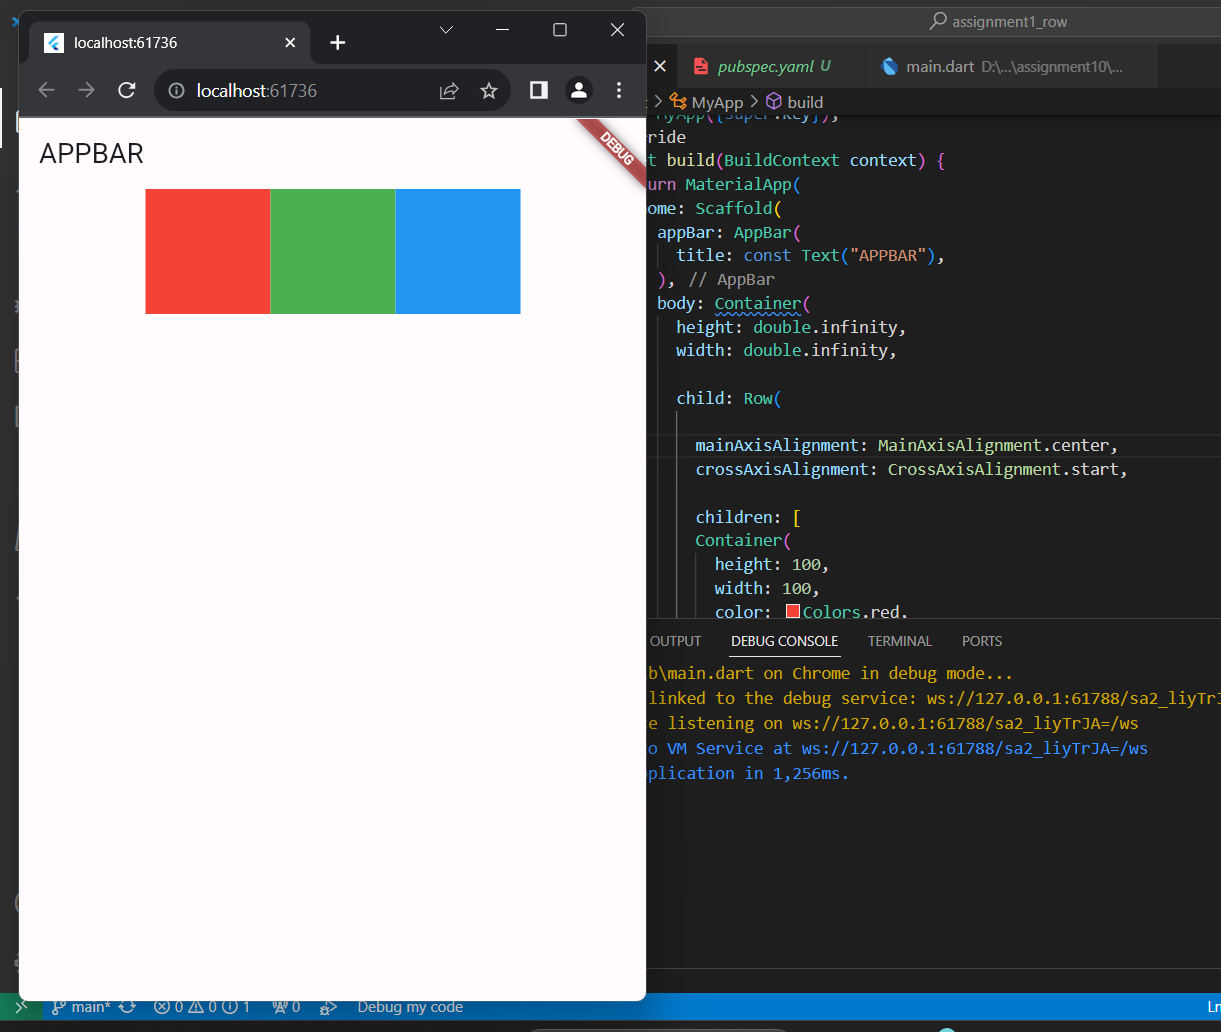 localhost:61736
localhost:61736
APPBAR
DEBUG
assignment1_row
pubspec.yaml U
main.dart D:\...\assignment10\...
MyApp > build
MyApp({super.key});
ride
t build(BuildContext context) {
urn MaterialApp(
ome: Scaffold(
appBar: AppBar(
title: const Text("APPBAR"),
), // AppBar
body: Container(
height: double.infinity,
width: double.infinity,
child: Row(
mainAxisAlignment: MainAxisAlignment.center,
crossAxisAlignment: CrossAxisAlignment.start,
children: [
Container(
height: 100,
width: 100,
color: Colors.red,
OUTPUT DEBUG CONSOLE TERMINAL PORTS
b\main.dart on Chrome in debug mode...
linked to the debug service: ws://127.0.0.1:61788/sa2_liyTrJ
e listening on ws://127.0.0.1:61788/sa2_liyTrJA=/ws
o VM Service at ws://127.0.0.1:61788/sa2_liyTrJA=/ws
plication in 1,256ms.
main* 0 0 1 0 Debug my code Ln